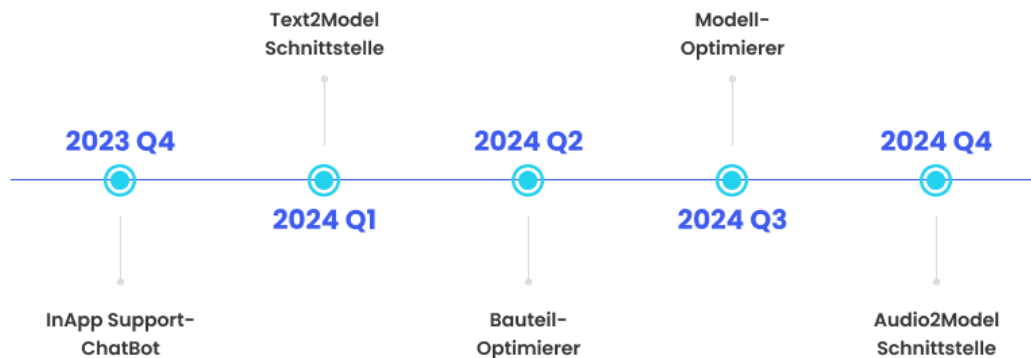 Text2Model
Schnittstelle
Modell-
Optimierer
2023 Q4
2024 Q2
2024 Q4
2024 Q1
2024 Q3
InApp Support-
ChatBot
Bauteil-
Optimierer
Audio2Model
Schnittstelle